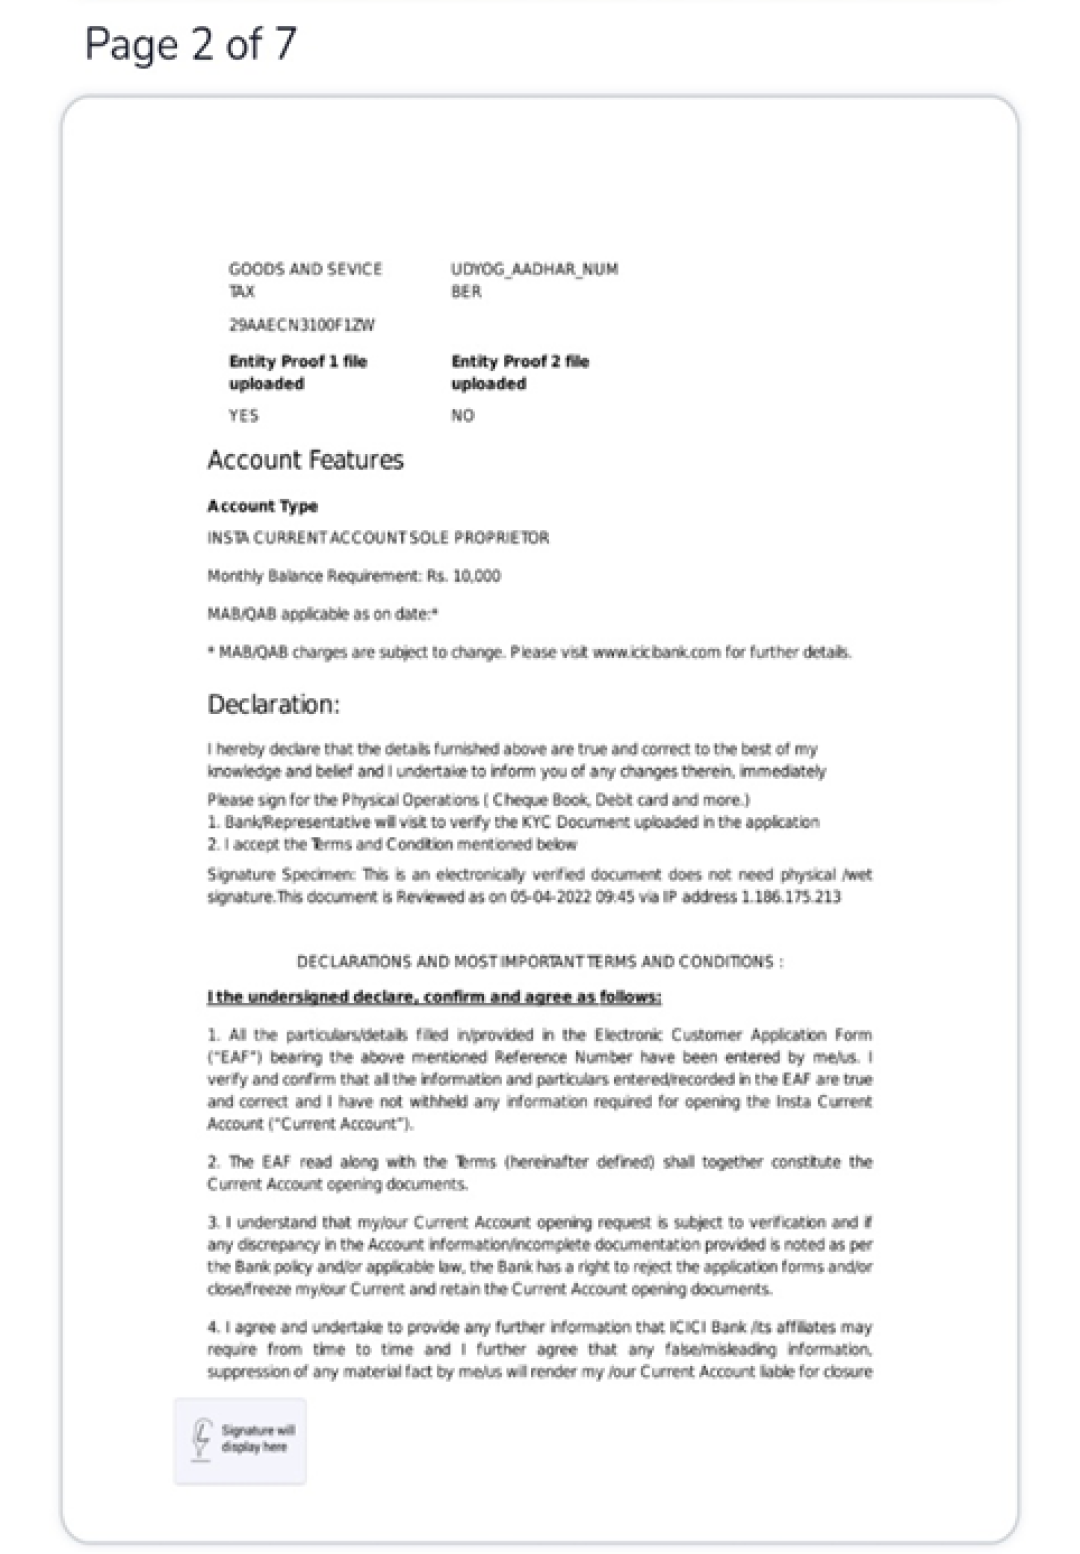 Page 2 of 7
GOODS AND SEVICE TAX
UDYOG_AADHAR_NUMBER
29AAECN3100F1ZW
Entity Proof 1 file uploaded
Entity Proof 2 file uploaded
YES
NO
Account Features
Account Type
INSTA CURRENT ACCOUNT SOLE PROPRIETOR
Monthly Balance Requirement: Rs. 10,000
MAB/QAB applicable as on date:*
* MAB/QAB charges are subject to change. Please visit www.icicibank.com for further details.
Declaration:
I hereby declare that the details furnished above are true and correct to the best of my
knowledge and belief and I undertake to inform you of any changes therein, immediately
Please sign for the Physical Operations ( Cheque Book, Debit card and more.)
1. Bank/Representative will visit to verify the KYC Document uploaded in the application
2. I accept the Terms and Condition mentioned below
Signature Specimen: This is an electronically verified document does not need physical /wet
signature.This document is Reviewed as on 05-04-2022 09:45 via IP address 1.186.175.213
DECLARATIONS AND MOST IMPORTANT TERMS AND CONDITIONS :
I the undersigned declare, confirm and agree as follows:
1. All the particulars/details filled in/provided in the Electronic Customer Application Form
("EAF") bearing the above mentioned Reference Number have been entered by me/us. I
verify and confirm that all the information and particulars entered/recorded in the EAF are true
and correct and I have not withheld any information required for opening the Insta Current
Account ("Current Account").
2. The EAF read along with the Terms (hereinafter defined) shall together constitute the
Current Account opening documents.
3. I understand that my/our Current Account opening request is subject to verification and if
any discrepancy in the Account information/incomplete documentation provided is noted as per
the Bank policy and/or applicable law, the Bank has a right to reject the application forms and/or
close/freeze my/our Current and retain the Current Account opening documents.
4. I agree and undertake to provide any further information that ICICI Bank /its affiliates may
require from time to time and I further agree that any false/misleading information,
suppression of any material fact by me/us will render my /our Current Account liable for closure
Signature will
display here